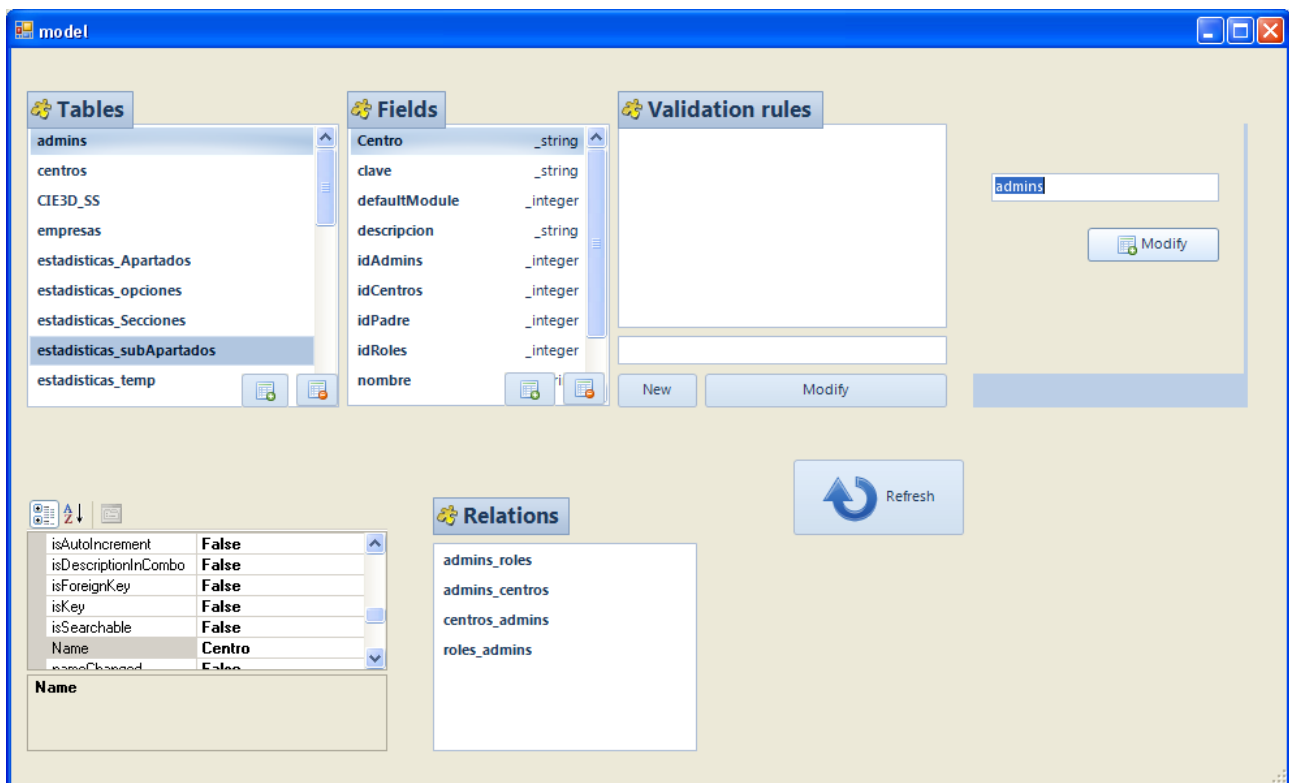 model
Tables
admins
centros
CIE3D_SS
empresas
estadisticas_Apartados
estadisticas_opciones
estadisticas_Secciones
estadisticas_subApartados
estadisticas_temp
Fields
Centro _string
clave _string
defaultModule _integer
descripcion _string
idAdmins _integer
idCentros _integer
idPadre _integer
idRoles _integer
nombre
Validation rules
New Modify
admins
Modify
Refresh
isAutoIncrement False
isDescriptionInCombo False
isForeignKey False
isKey False
isSearchable False
Name Centro
nameChanged False
Name
Relations
admins_roles
admins_centros
centros_admins
roles_admins